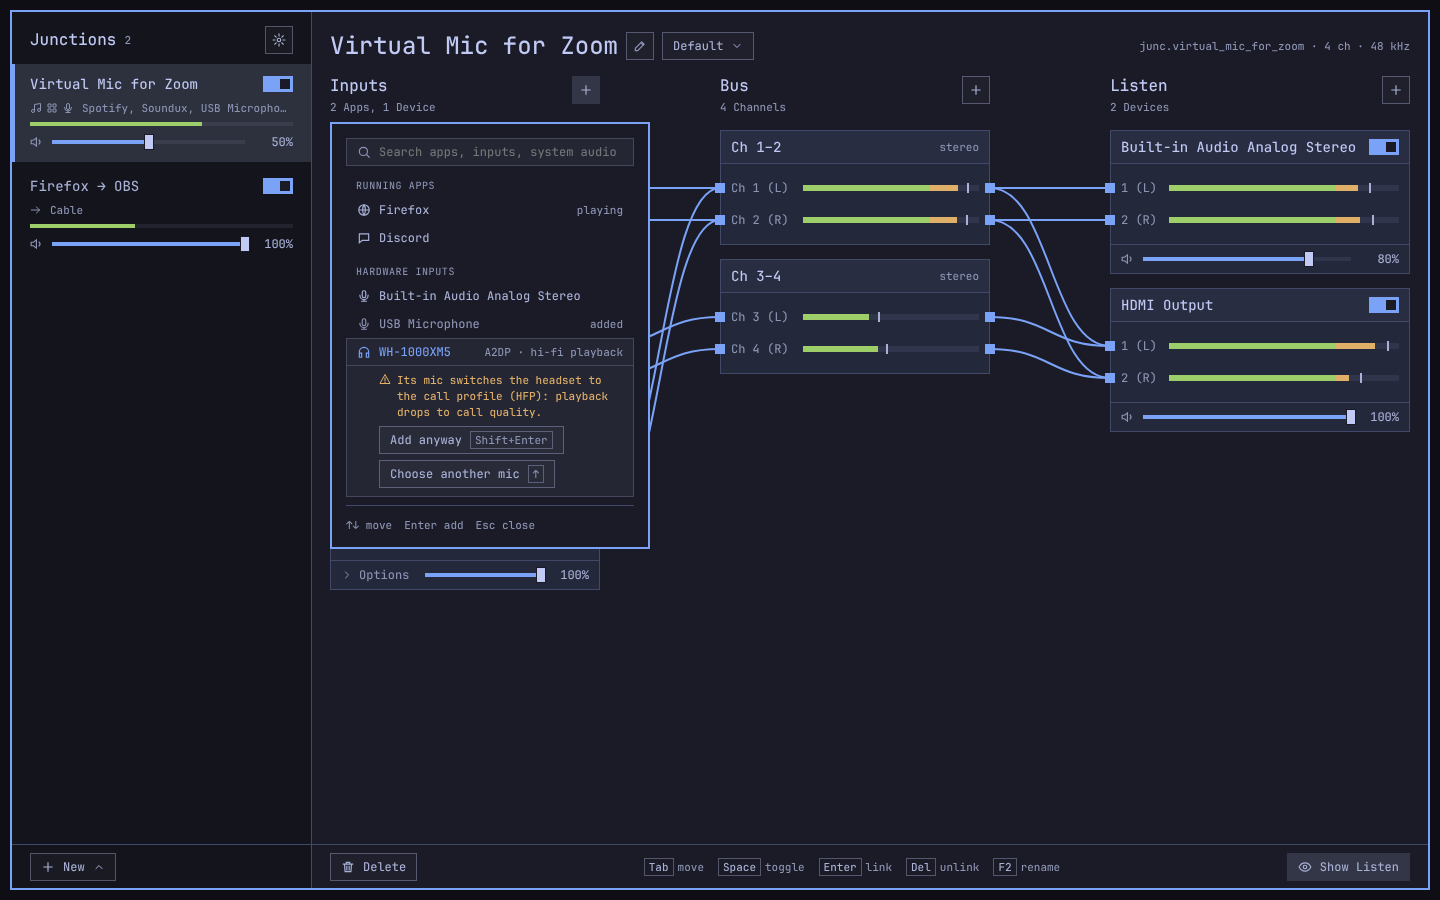 Junctions 2
Virtual Mic for Zoom
Spotify, Soundux, USB Micropho…
50%
Firefox → OBS
→ Cable
100%
+ New
Virtual Mic for Zoom
Default
junc.virtual_mic_for_zoom · 4 ch · 48 kHz
Inputs
2 Apps, 1 Device
Search apps, inputs, system audio
RUNNING APPS
Firefox playing
Discord
HARDWARE INPUTS
Built-in Audio Analog Stereo
USB Microphone added
WH-1000XM5 A2DP · hi-fi playback
Its mic switches the headset to
the call profile (HFP): playback
drops to call quality.
Add anyway Shift+Enter
Choose another mic ↑
↑↓ move Enter add Esc close
Options 100%
Bus
4 Channels
Ch 1–2 stereo
Ch 1 (L)
Ch 2 (R)
Ch 3–4 stereo
Ch 3 (L)
Ch 4 (R)
Listen
2 Devices
Built-in Audio Analog Stereo
1 (L)
2 (R)
80%
HDMI Output
1 (L)
2 (R)
100%
Delete
Tab move Space toggle Enter link Del unlink F2 rename
Show Listen